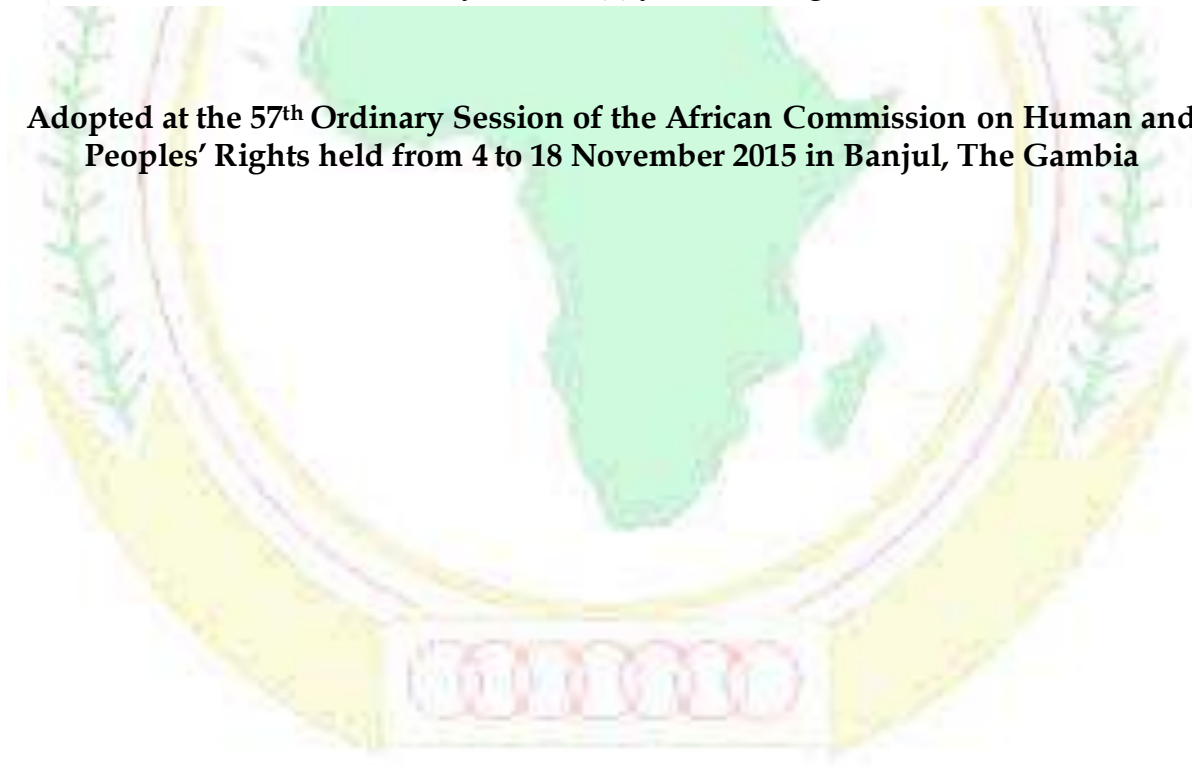 Adopted at the 57th Ordinary Session of the African Commission on Human and
Peoples’ Rights held from 4 to 18 November 2015 in Banjul, The Gambia